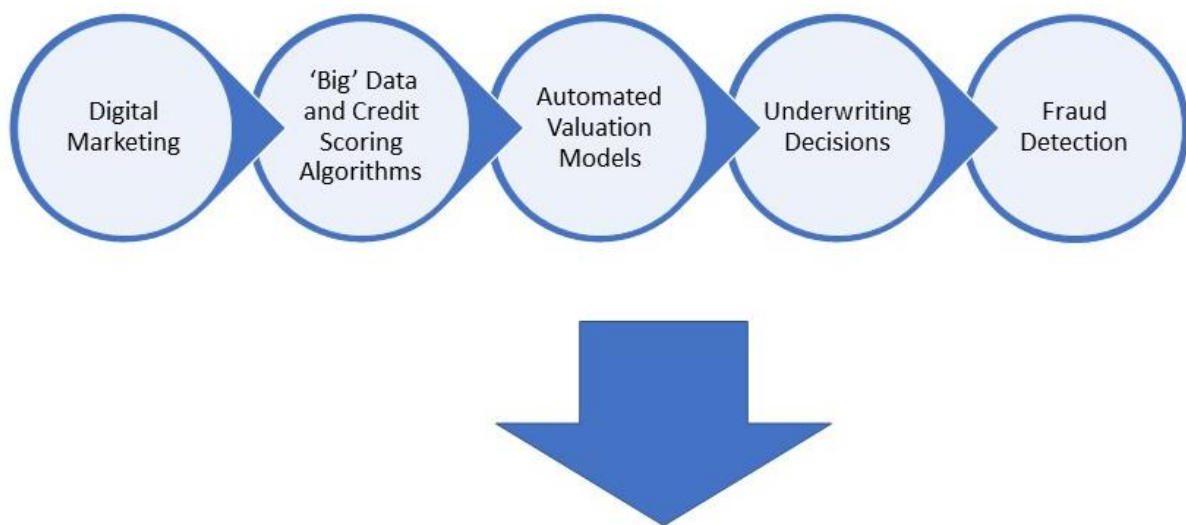 Digital
Marketing
‘Big’ Data
and Credit
Scoring
Algorithms
Automated
Valuation
Models
Underwriting
Decisions
Fraud
Detection